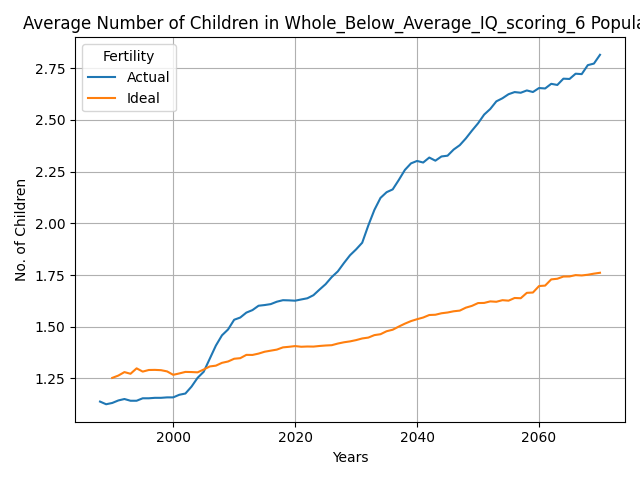 Average Number of Children in Whole_Below_Average_IQ_scoring_6 Popula
Fertility
Actual
Ideal
No. of Children
2.75
2.50
2.25
2.00
1.75
1.50
1.25
2000 2020 2040 2060
Years